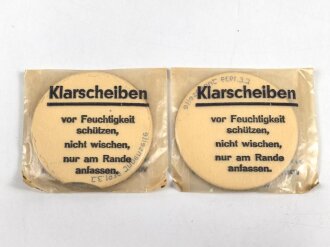 Klarscheiben
vor Feuchtigkeit
schützen,
nicht wischen,
nur am Rande
anfassen.
Klarscheiben
vor Feuchtigkeit
schützen,
nicht wischen,
nur am Rande
anfassen.